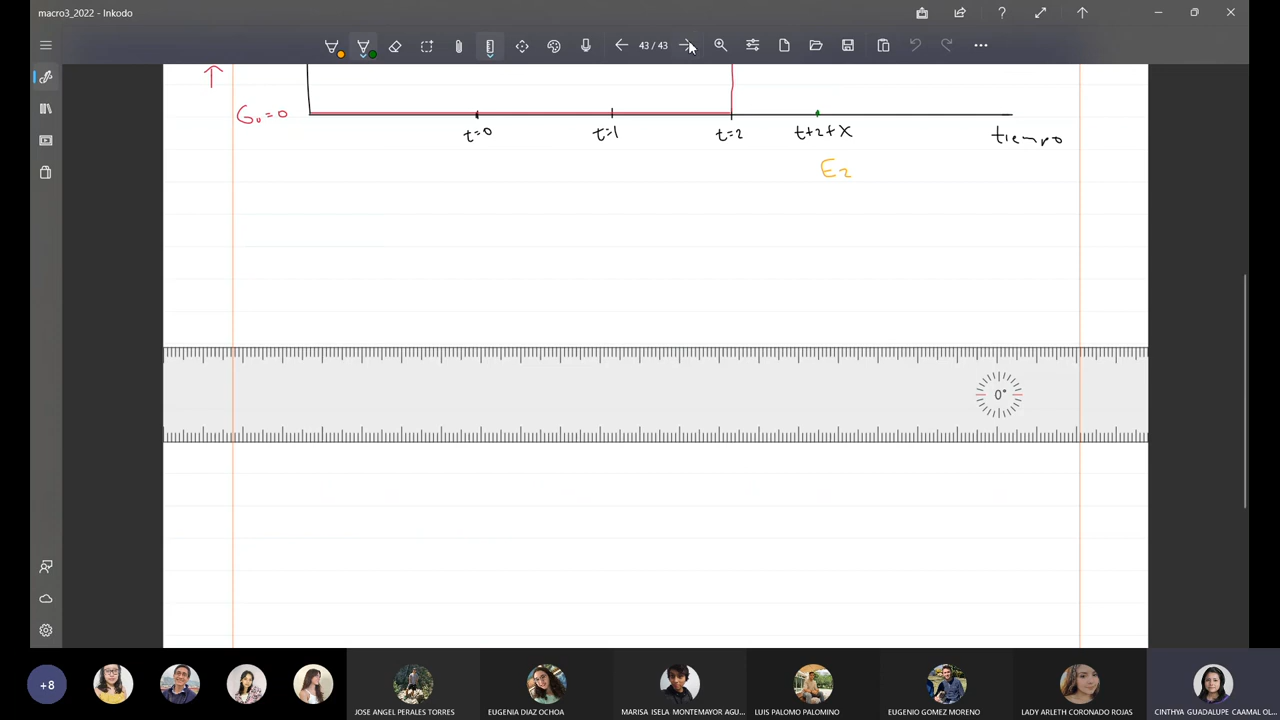 macro3_2022 - Inkodo
43 / 43
G₀=0
t=0 t=1 t=2 t+2+X tiempo
E₂
0°
+8
JOSE ANGEL PERALES TORRES
EUGENIA DIAZ OCHOA
MARISA ISELA MONTEMAYOR AGU...
LUIS PALOMO PALOMINO
EUGENIO GOMEZ MORENO
LADY ARLETH CORONADO ROJAS
CINTHYA GUADALUPE CAAMAL OL...